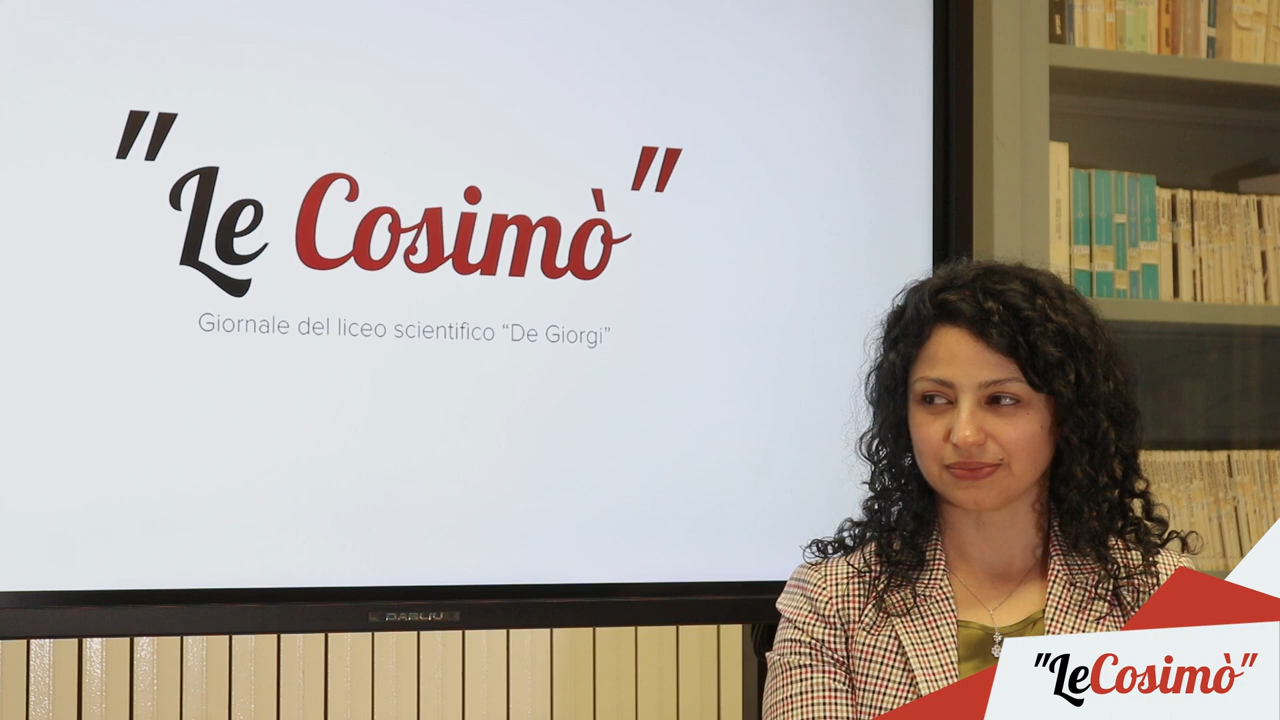 "Le Cosimò"
Giornale del liceo scientifico “De Giorgi”
DABLIU
"LeCosimò"